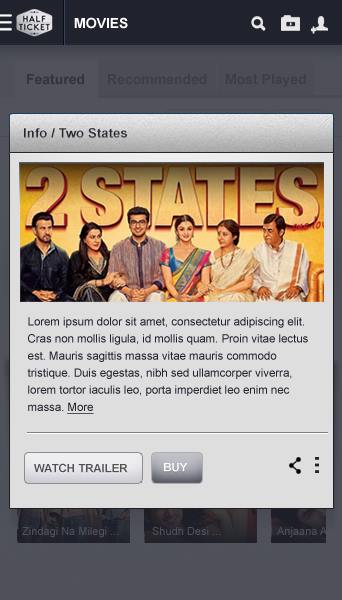 HALF
TICKET
MOVIES
Featured
Recommended
Most Played
Info / Two States
2 STATES
Lorem ipsum dolor sit amet, consectetur adipiscing elit.
Cras non mollis ligula, id mollis quam. Proin vitae lectus
est. Mauris sagittis massa vitae mauris commodo
tristique. Duis egestas, nibh sed ullamcorper viverra,
lorem tortor iaculis leo, porta imperdiet leo enim nec
massa. More
WATCH TRAILER
BUY
Zindagi Na Milegi ...
Shudh Desi ...
Anjaana A